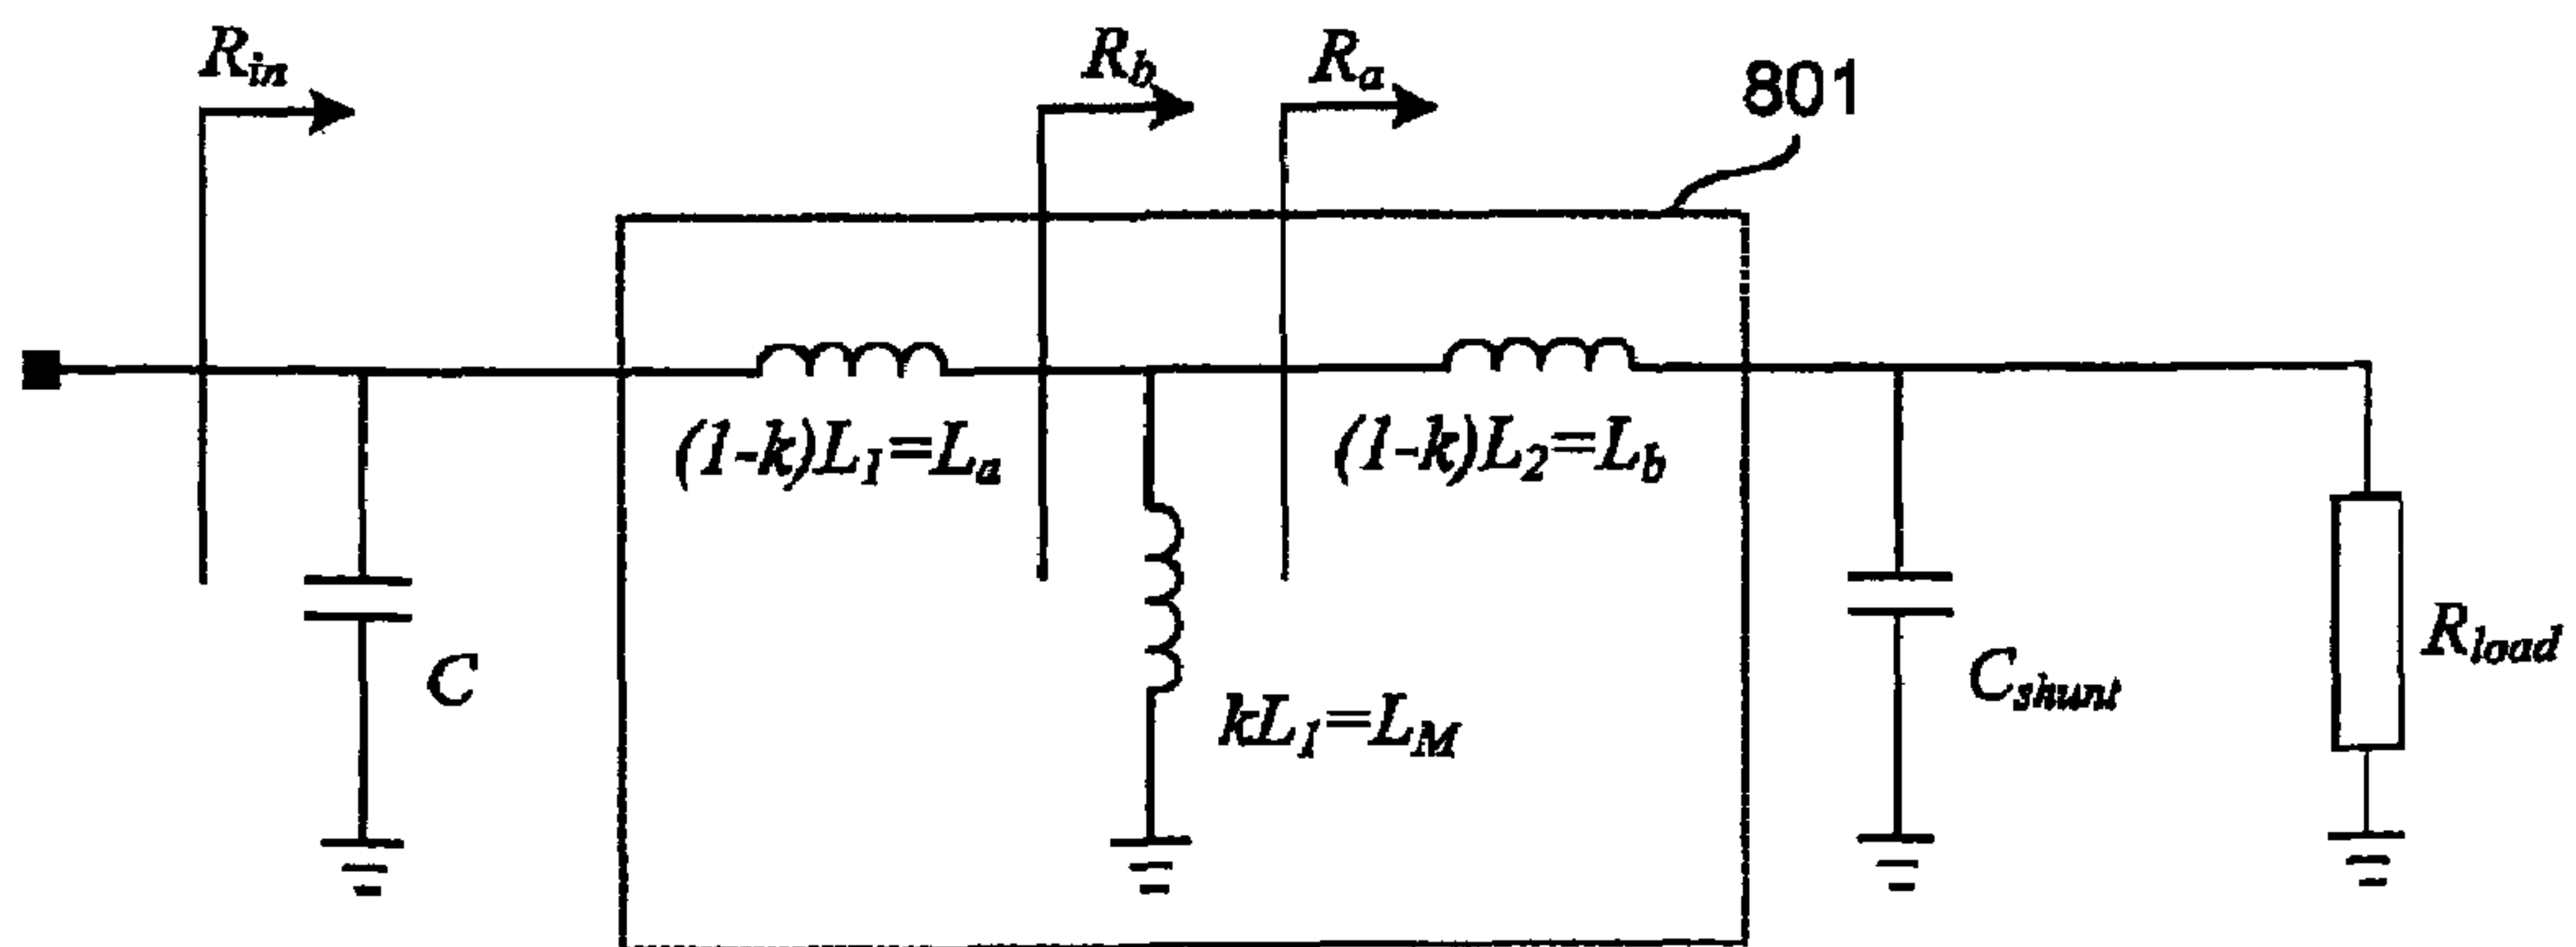 R_in
R_b
R_a
801
(1-k)L_1=L_a
(1-k)L_2=L_b
C
kL_1=L_M
C_shunt
R_load